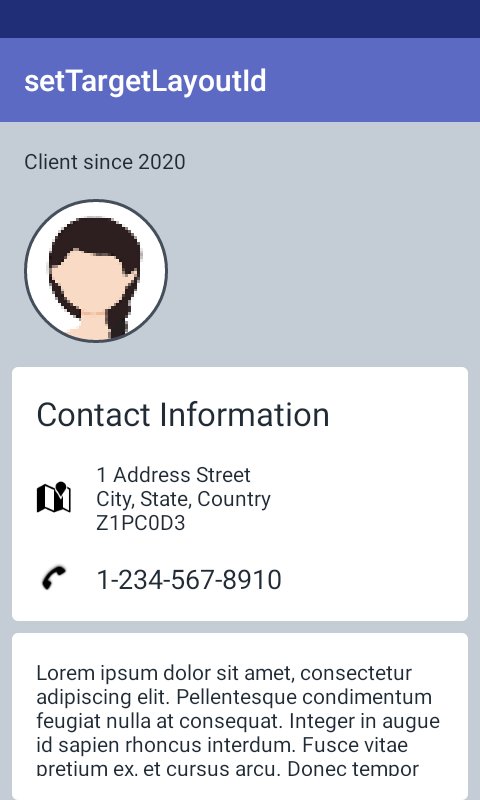 setTargetLayoutId
Client since 2020
Contact Information
1 Address Street
City, State, Country
Z1PC0D3
1-234-567-8910
Lorem ipsum dolor sit amet, consectetur
adipiscing elit. Pellentesque condimentum
feugiat nulla at consequat. Integer in augue
id sapien rhoncus interdum. Fusce vitae
pretium ex, et cursus arcu. Donec tempor